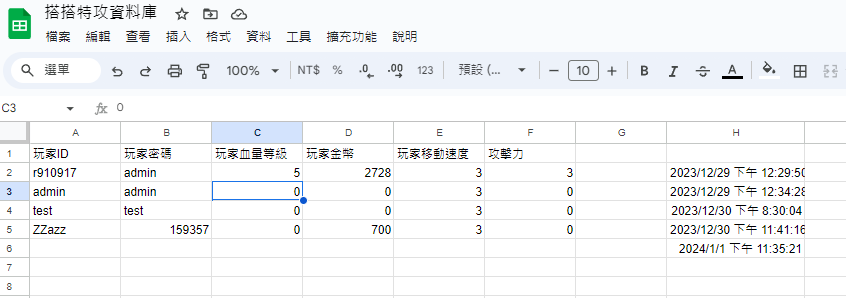 搭搭特攻資料庫
檔案 編輯 查看 插入 格式 資料 工具 擴充功能 說明
選單 100% NT$ % .0 .00 123 預設 (... 10 B I A
C3 fx 0
A B C D E F G H
1 玩家ID 玩家密碼 玩家血量等級 玩家金幣 玩家移動速度 攻擊力
2 r910917 admin 5 2728 3 3 2023/12/29 下午 12:29:50
3 admin admin 0 0 3 0 2023/12/29 下午 12:34:28
4 test test 0 0 3 0 2023/12/30 下午 8:30:04
5 ZZazz 159357 0 700 3 0 2023/12/30 下午 11:41:16
6 2024/1/1 下午 11:35:21
7
8